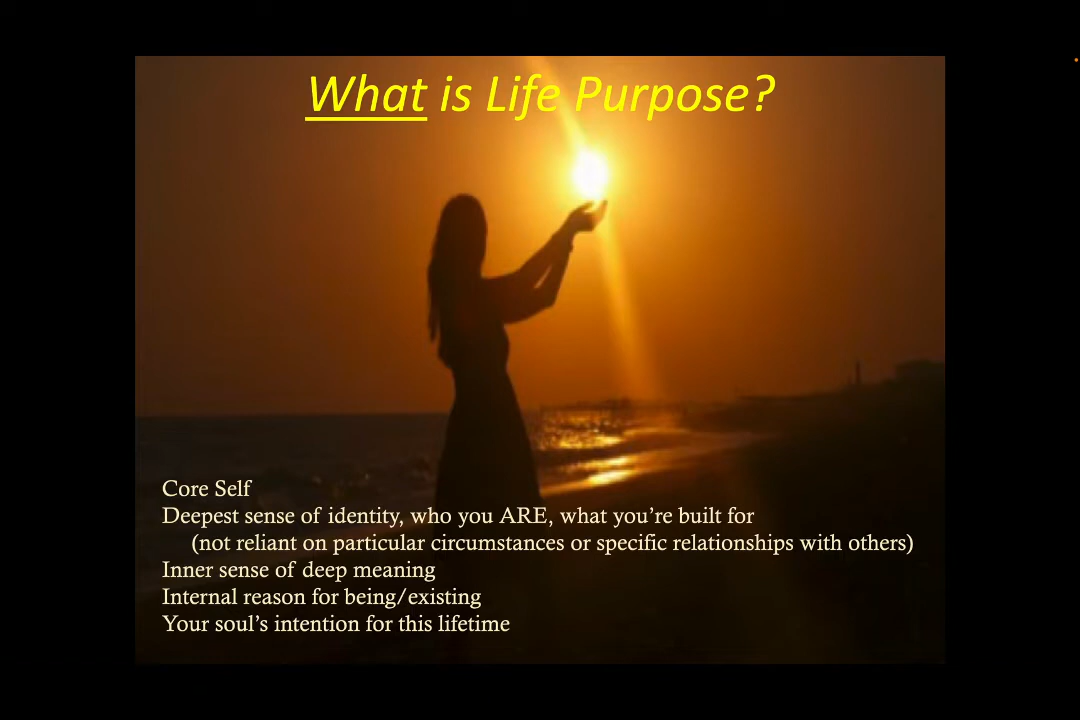 What is Life Purpose?
Core Self
Deepest sense of identity, who you ARE, what you’re built for
(not reliant on particular circumstances or specific relationships with others)
Inner sense of deep meaning
Internal reason for being/existing
Your soul’s intention for this lifetime